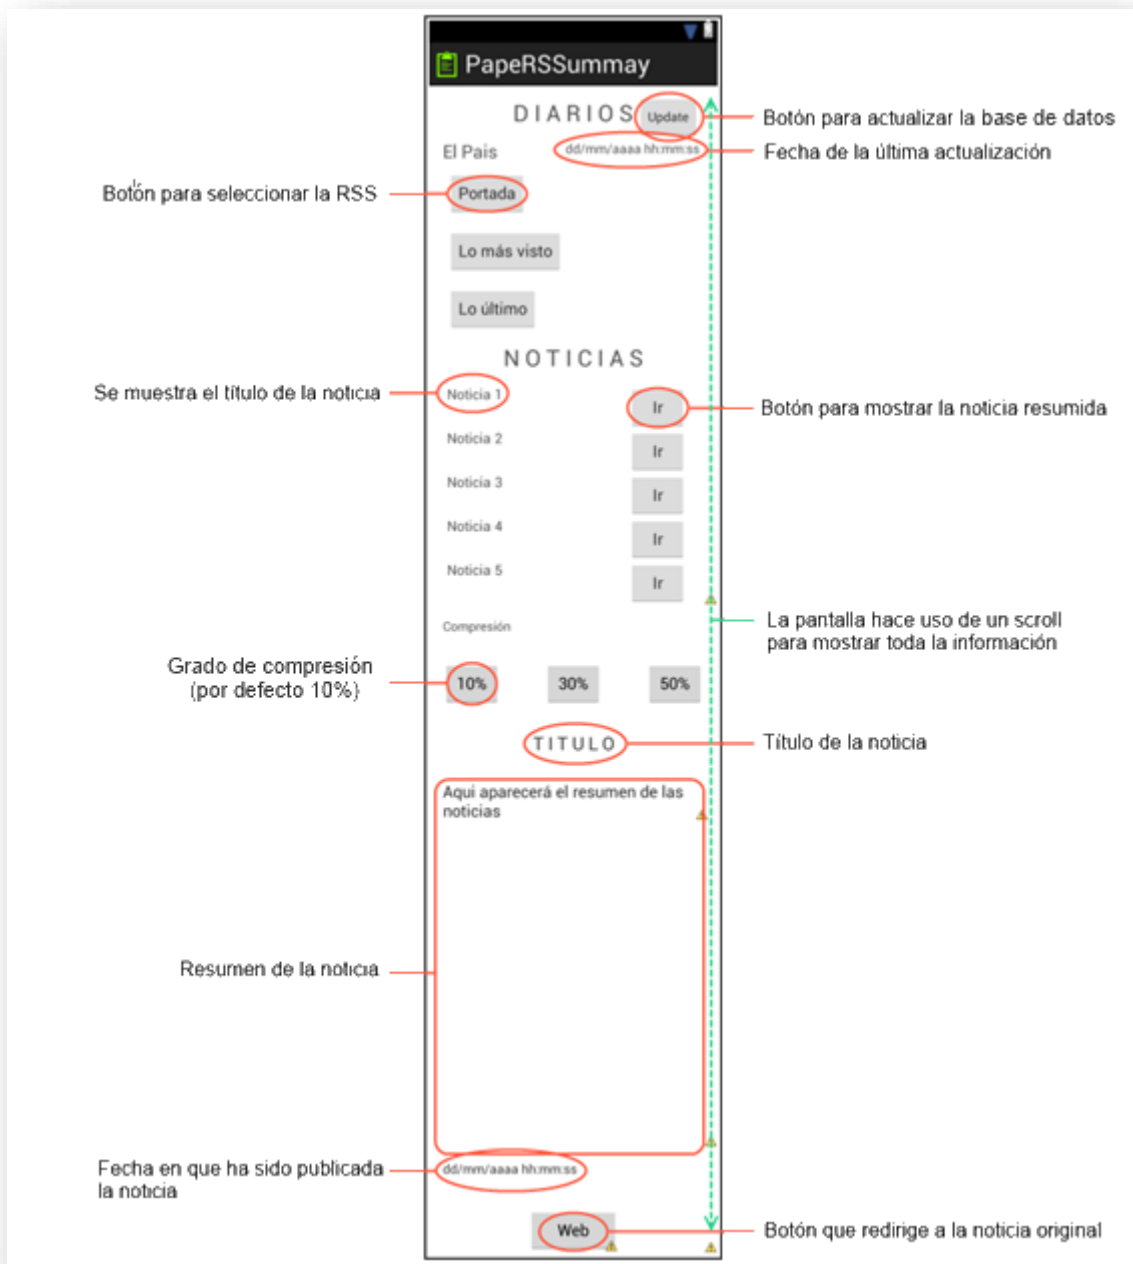 PapeRSSummay
DIARIOS
Update
Botón para actualizar la base de datos
El Pais
dd/mm/aaaa hh:mm:ss
Fecha de la última actualización
Botón para seleccionar la RSS
Portada
Lo más visto
Lo último
NOTICIAS
Se muestra el título de la noticia
Noticia 1
Ir
Botón para mostrar la noticia resumida
Noticia 2
Ir
Noticia 3
Ir
Noticia 4
Ir
Noticia 5
Ir
La pantalla hace uso de un scroll
para mostrar toda la información
Compresión
Grado de compresión
(por defecto 10%)
10%
30%
50%
TITULO
Título de la noticia
Aqui aparecerá el resumen de las
noticias
Resumen de la noticia
Fecha en que ha sido publicada
la noticia
dd/mm/aaaa hh:mm:ss
Web
Botón que redirige a la noticia original